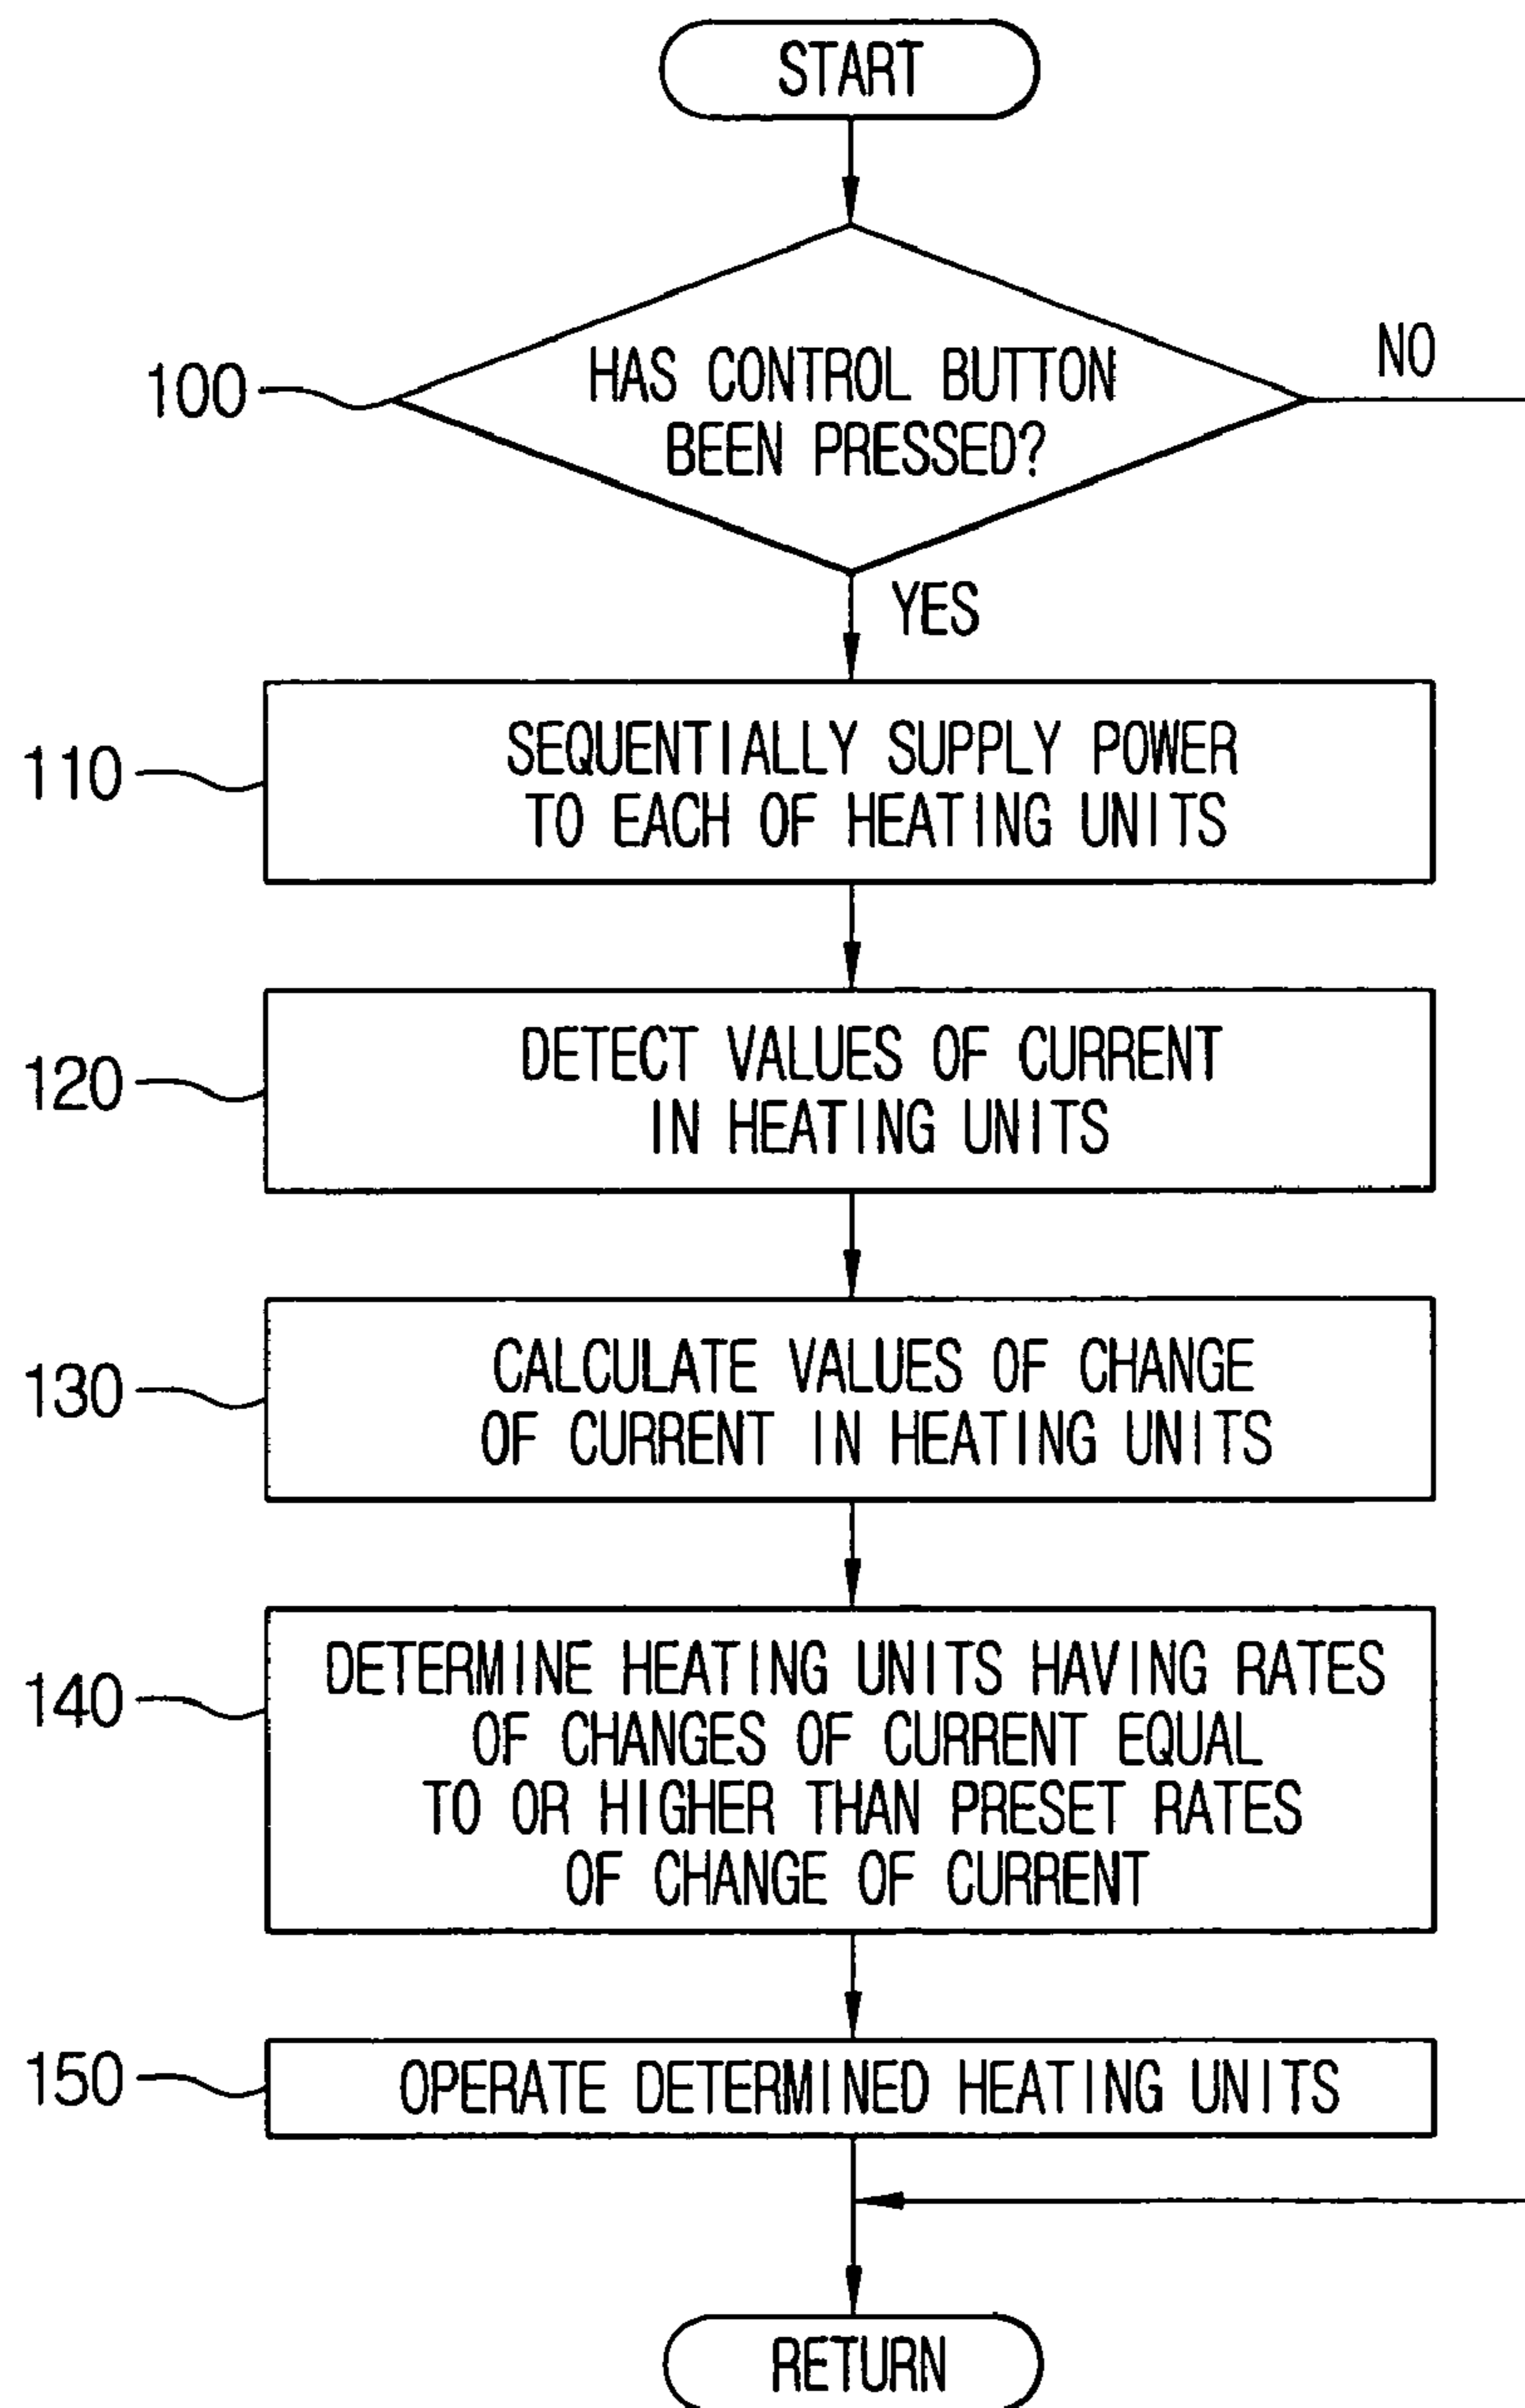 START
HAS CONTROL BUTTON
BEEN PRESSED?
NO
100
YES
SEQUENTIALLY SUPPLY POWER
TO EACH OF HEATING UNITS
110
DETECT VALUES OF CURRENT
IN HEATING UNITS
120
CALCULATE VALUES OF CHANGE
OF CURRENT IN HEATING UNITS
130
DETERMINE HEATING UNITS HAVING RATES
OF CHANGES OF CURRENT EQUAL
TO OR HIGHER THAN PRESET RATES
OF CHANGE OF CURRENT
140
OPERATE DETERMINED HEATING UNITS
150
RETURN